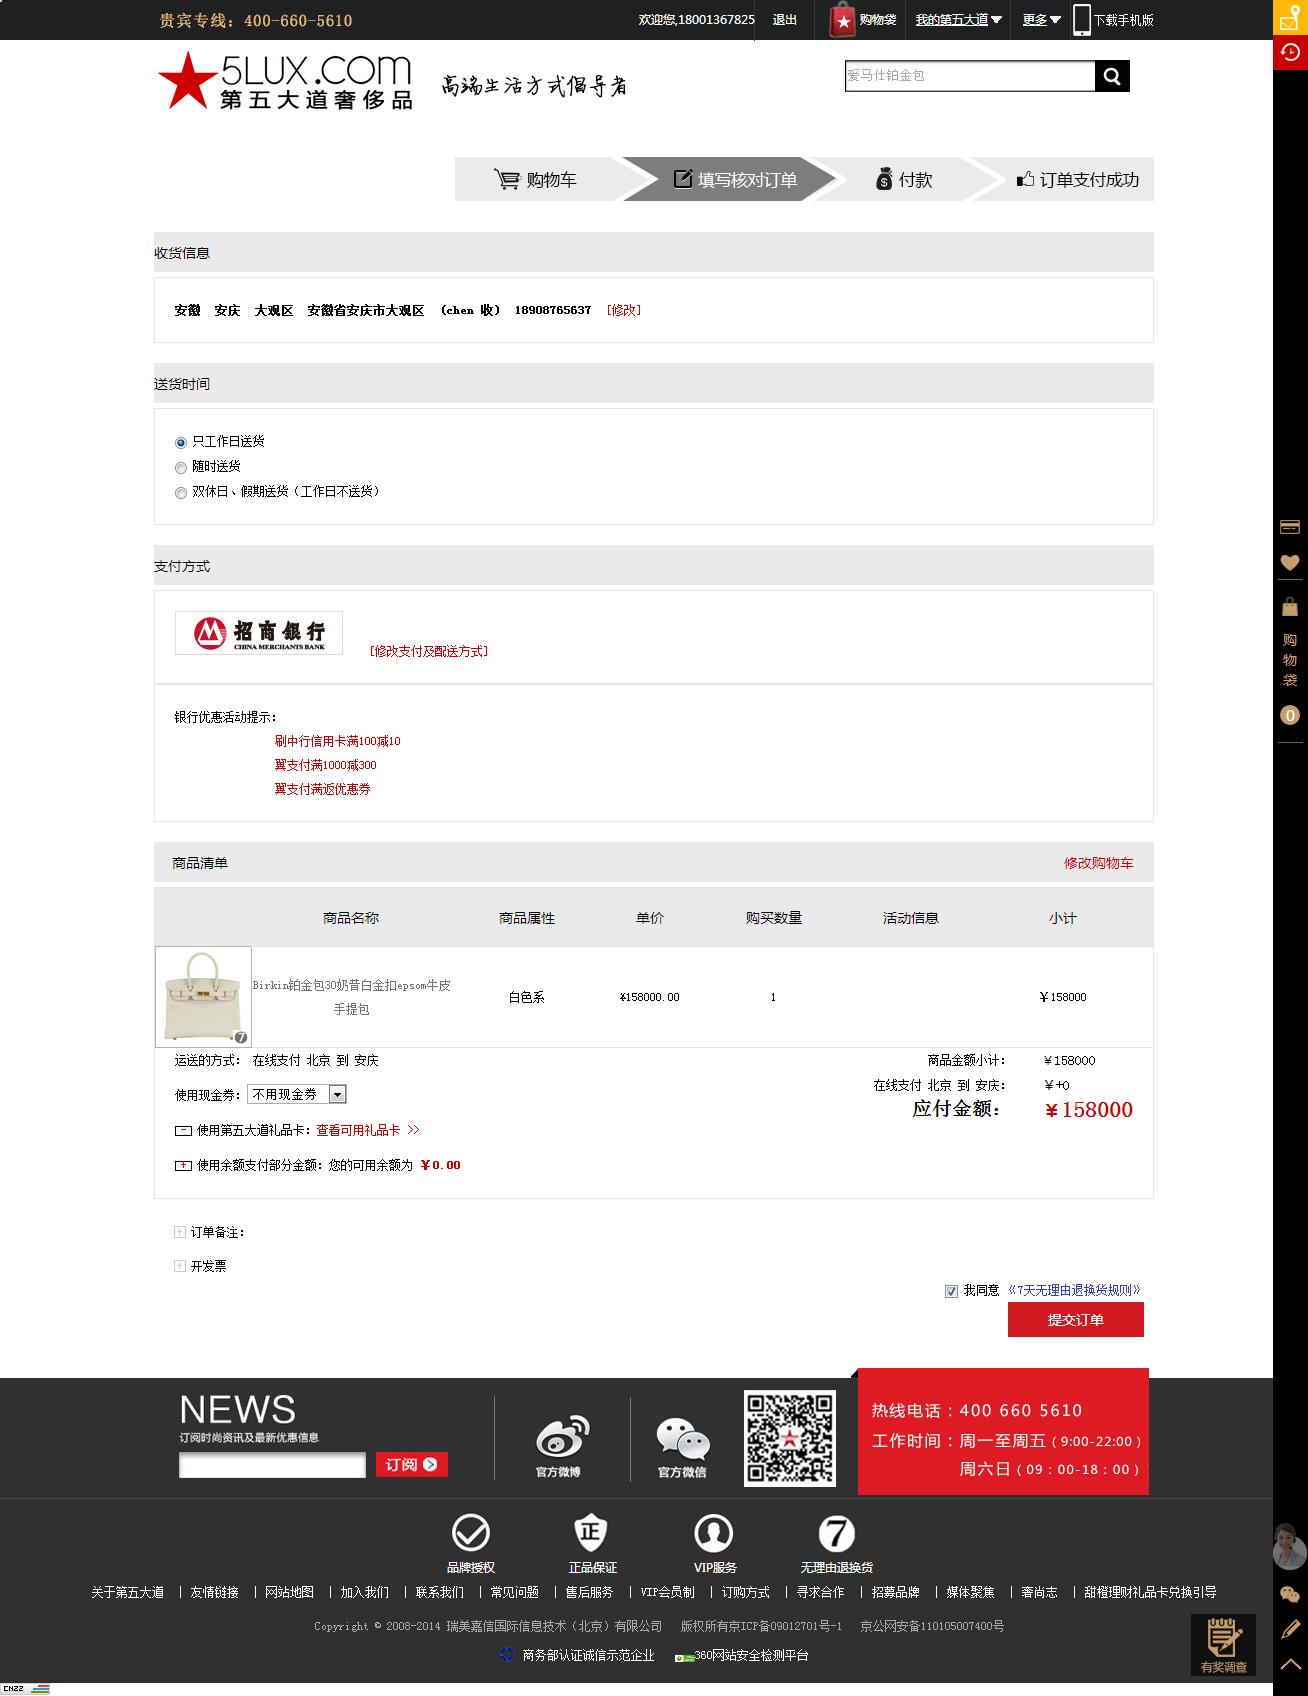 贵宾专线：400-660-5610
欢迎您,18001367825 退出 购物袋 我的第五大道 更多 下载手机版
5LUX.COM
第五大道奢侈品
高端生活方式倡导者
爱马仕铂金包
购物车 填写核对订单 付款 订单支付成功
收货信息
安徽 安庆 大观区 安徽省安庆市大观区 （chen 收） 18908765637 [修改]
送货时间
只工作日送货
随时送货
双休日、假期送货（工作日不送货）
支付方式
招商银行
CHINA MERCHANTS BANK
[修改支付及配送方式]
银行优惠活动提示：
刷中行信用卡满100减10
翼支付满1000减300
翼支付满返优惠券
购物袋
0
商品清单 修改购物车
商品名称 商品属性 单价 购买数量 活动信息 小计
Birkin铂金包30奶昔白金扣epsom牛皮
手提包
白色系 ¥158000.00 1 ￥158000
7
运送的方式： 在线支付 北京 到 安庆
商品金额小计： ￥158000
使用现金券： 不用现金券
在线支付 北京 到 安庆： ￥+0
应付金额： ￥158000
使用第五大道礼品卡：查看可用礼品卡 >>
使用余额支付部分金额：您的可用余额为 ￥0.00
订单备注：
开发票
我同意 《7天无理由退换货规则》
提交订单
NEWS
订阅时尚资讯及最新优惠信息
订阅
官方微博
官方微信
热线电话：400 660 5610
工作时间：周一至周五（9:00-22:00）
周六日（09：00-18：00）
正
7
品牌授权 正品保证 VIP服务 无理由退换货
关于第五大道 | 友情链接 | 网站地图 | 加入我们 | 联系我们 | 常见问题 | 售后服务 | VIP会员制 | 订购方式 | 寻求合作 | 招募品牌 | 媒体聚焦 | 奢尚志 | 甜橙理财礼品卡兑换引导
Copyright © 2008-2014 瑞美嘉信国际信息技术（北京）有限公司 版权所有京ICP备09012701号-1 京公网安备110105007400号
商务部认证诚信示范企业 360网站安全检测平台
有奖调查
CNZZ